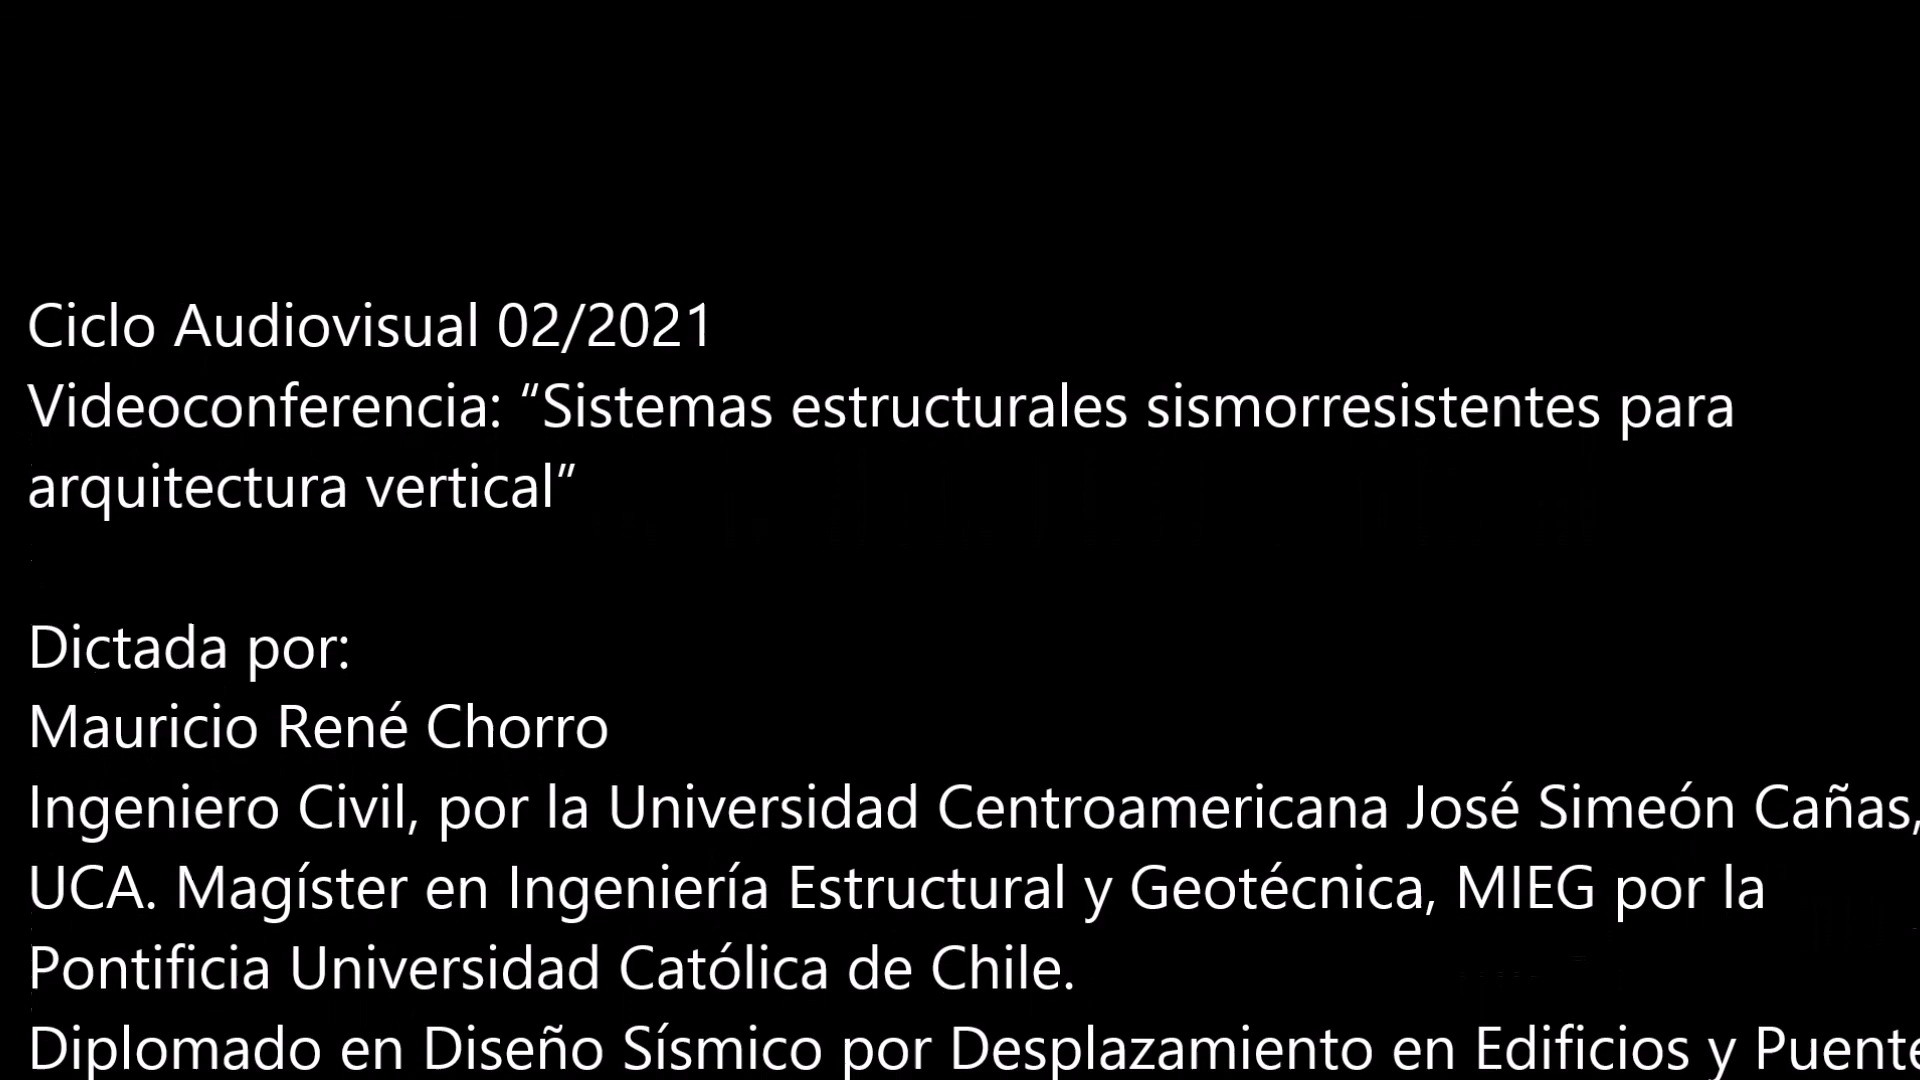 Ciclo Audiovisual 02/2021
Videoconferencia: “Sistemas estructurales sismorresistentes para
arquitectura vertical”
Dictada por:
Mauricio René Chorro
Ingeniero Civil, por la Universidad Centroamericana José Simeón Cañas,
UCA. Magíster en Ingeniería Estructural y Geotécnica, MIEG por la
Pontificia Universidad Católica de Chile.
Diplomado en Diseño Sísmico por Desplazamiento en Edificios y